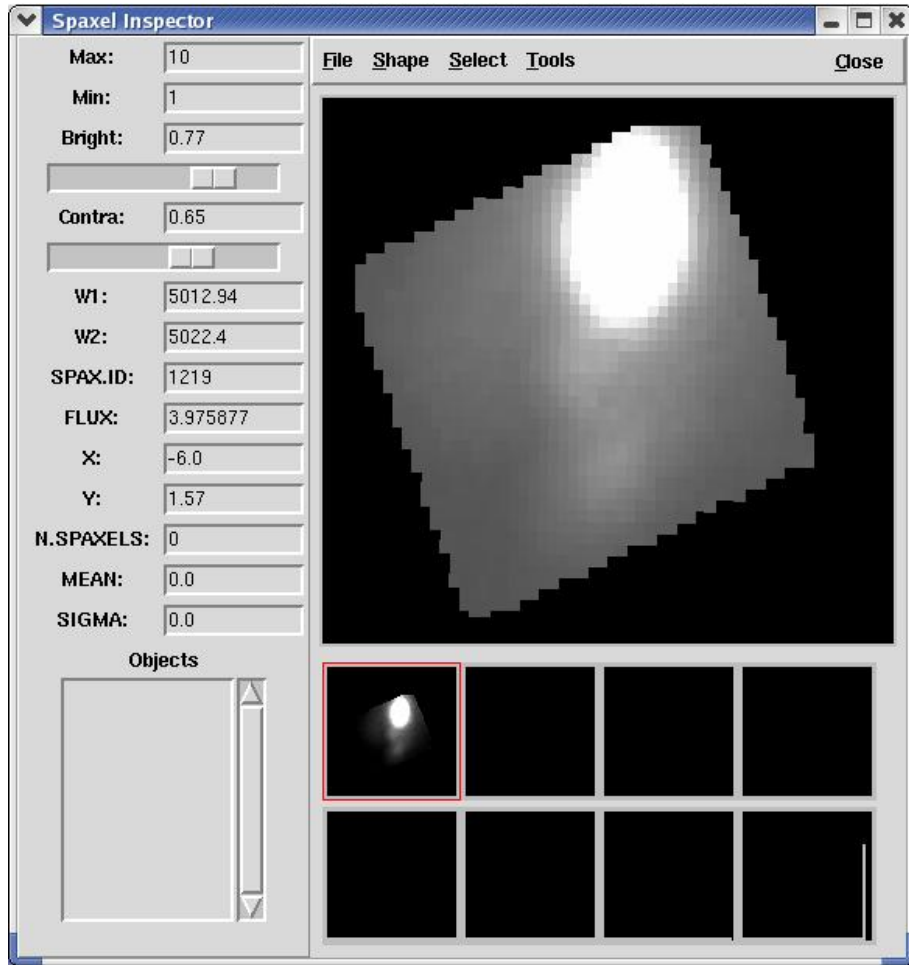 Spaxel Inspector
Max: 10
Min: 1
Bright: 0.77
Contra: 0.65
W1: 5012.94
W2: 5022.4
SPAX.ID: 1219
FLUX: 3.975877
X: -6.0
Y: 1.57
N.SPAXELS: 0
MEAN: 0.0
SIGMA: 0.0
Objects
File Shape Select Tools Close